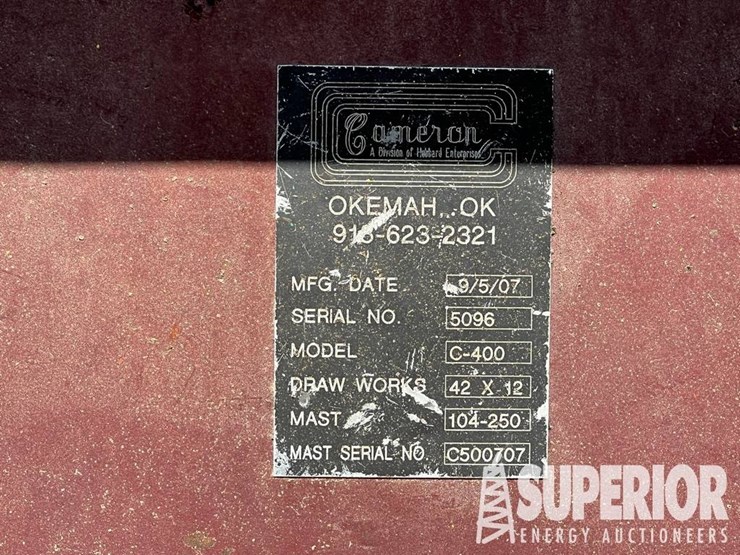 Cameron
A Division of Hubbard Enterprises
OKEMAH, OK
918-623-2321
MFG. DATE 9/5/07
SERIAL NO. 5096
MODEL C-400
DRAW WORKS 42 X 12
MAST 104-250
MAST SERIAL NO. C500707
SUPERIOR
ENERGY AUCTIONEERS